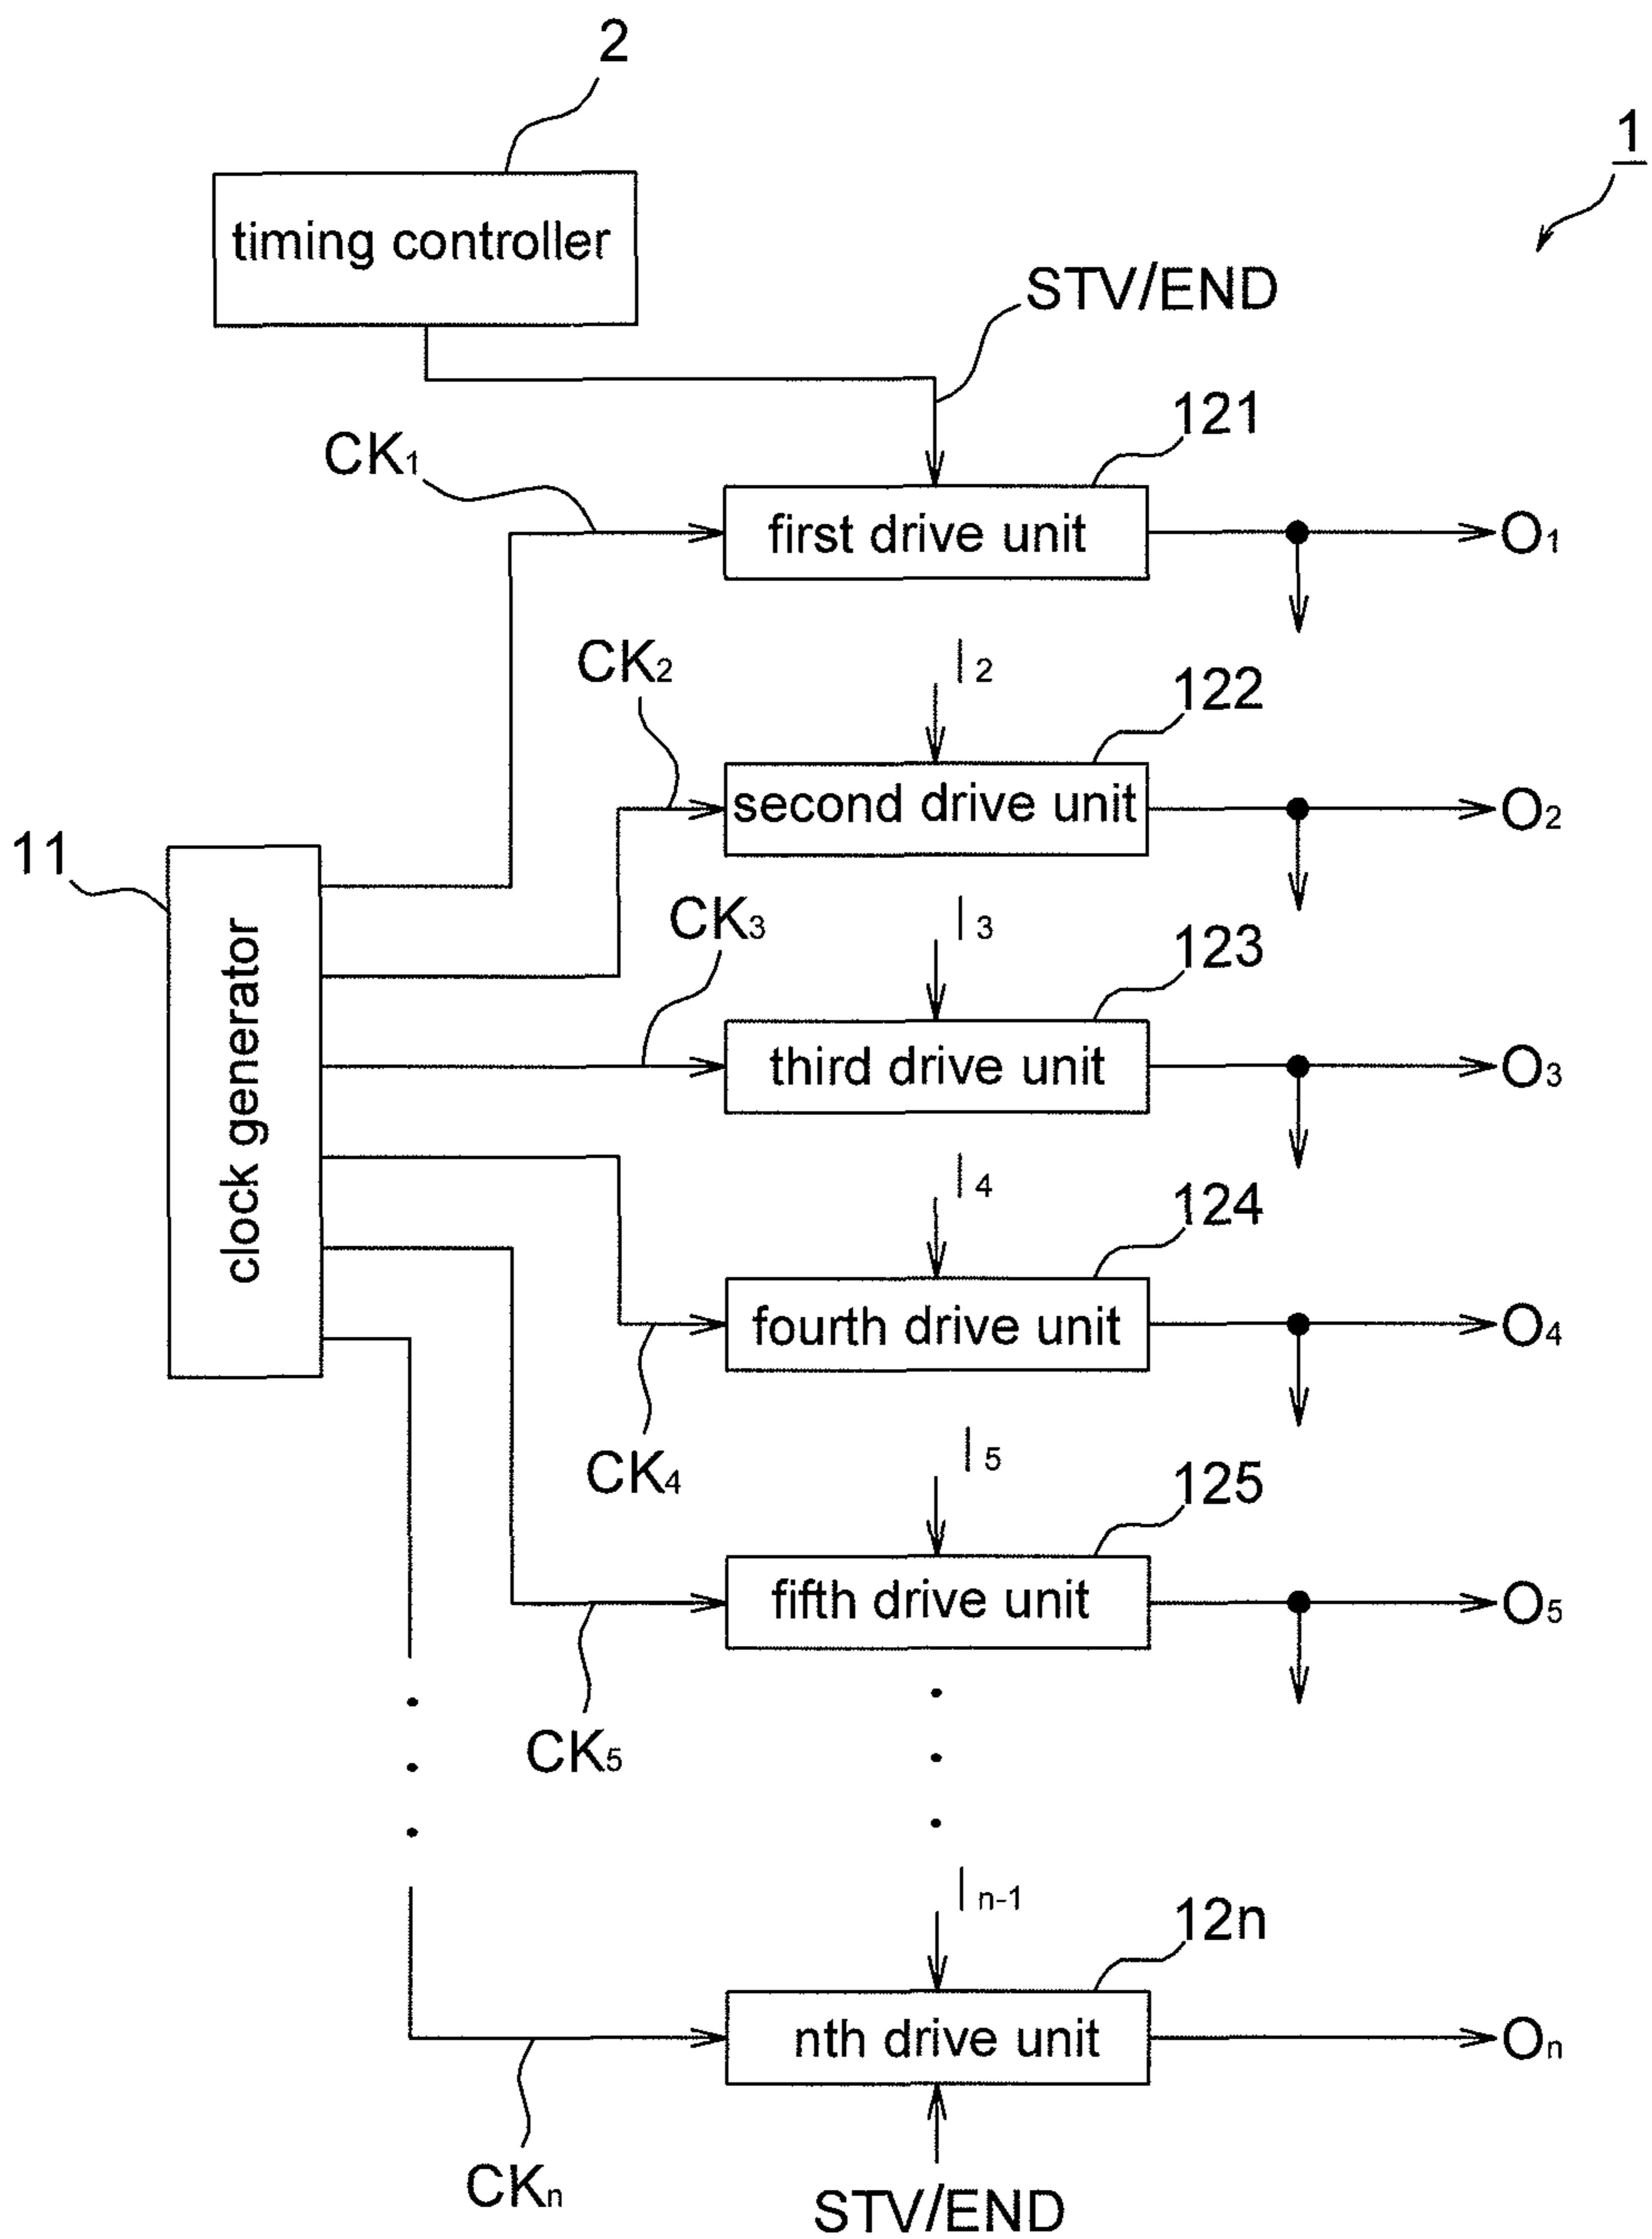 2
1
timing controller
STV/END
121
CK₁
first drive unit
O₁
I₂
CK₂
122
second drive unit
O₂
11
clock generator
I₃
CK₃
123
third drive unit
O₃
I₄
124
fourth drive unit
O₄
CK₄
I₅
125
fifth drive unit
O₅
CK₅
Iₙ₋₁
12n
nth drive unit
Oₙ
CKₙ
STV/END